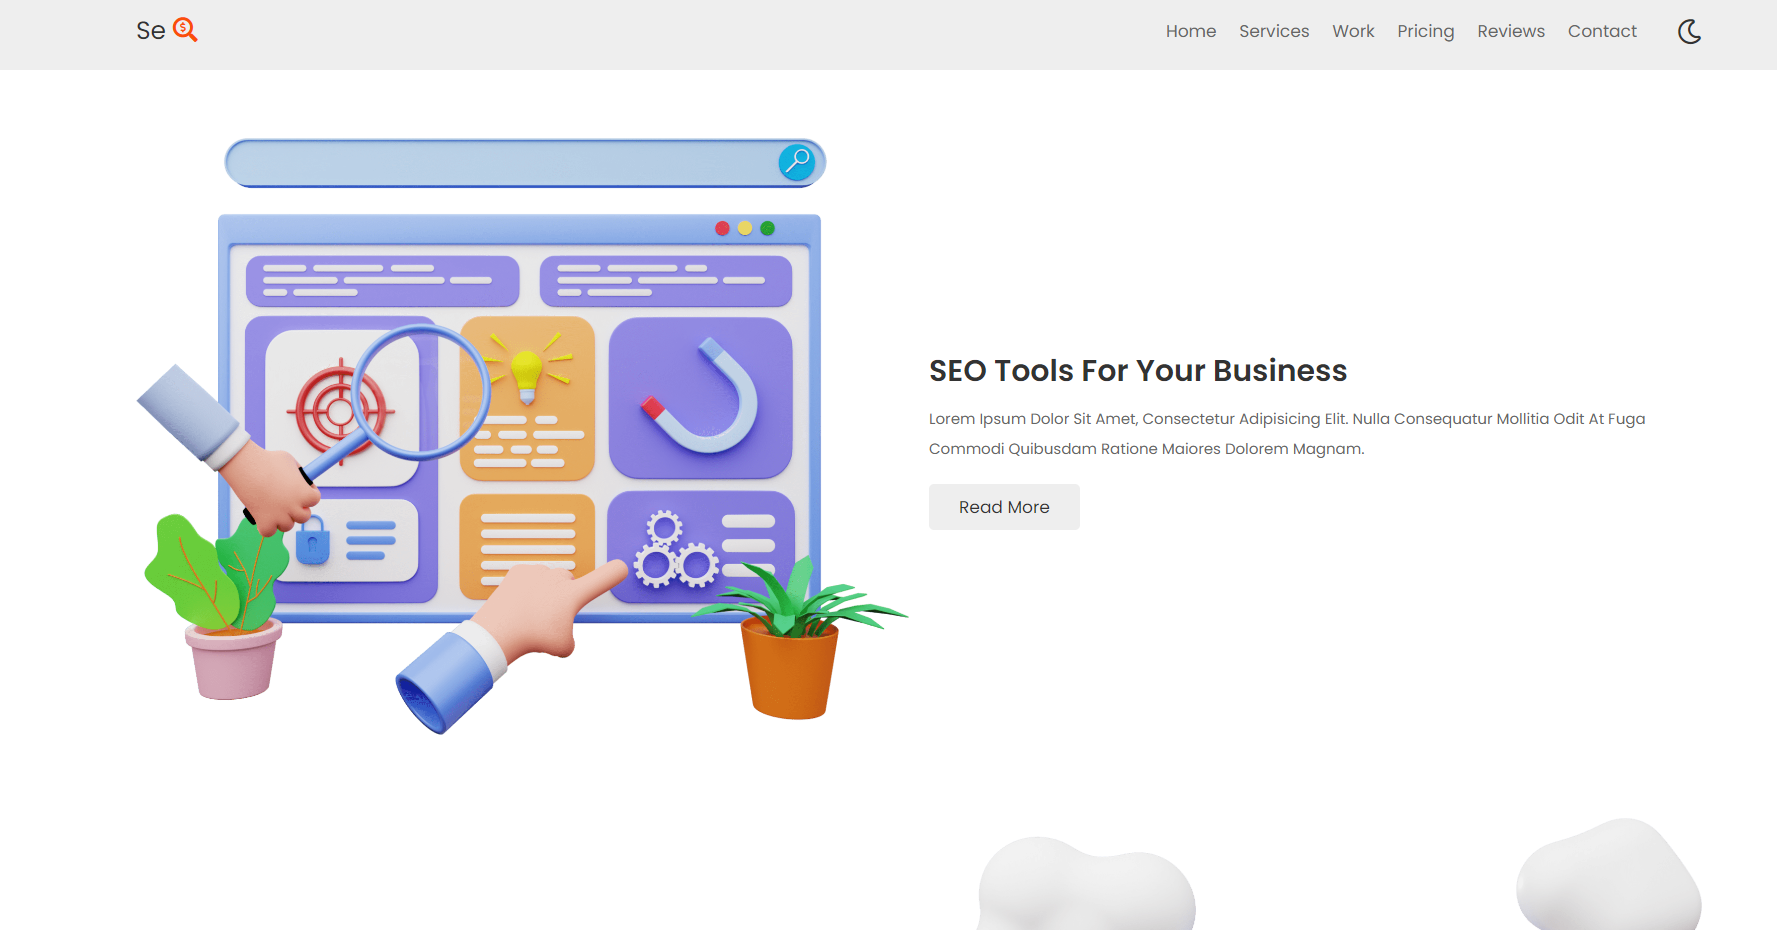 Se
Home Services Work Pricing Reviews Contact
SEO Tools For Your Business
Lorem Ipsum Dolor Sit Amet, Consectetur Adipisicing Elit. Nulla Consequatur Mollitia Odit At Fuga
Commodi Quibusdam Ratione Maiores Dolorem Magnam.
Read More